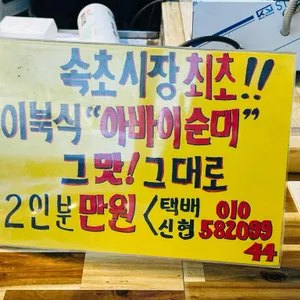 속초시장 최초!!
이북식 "아바이순대"
그 맛! 그대로
2인분 만원 < 택배 010
신협 582099
44